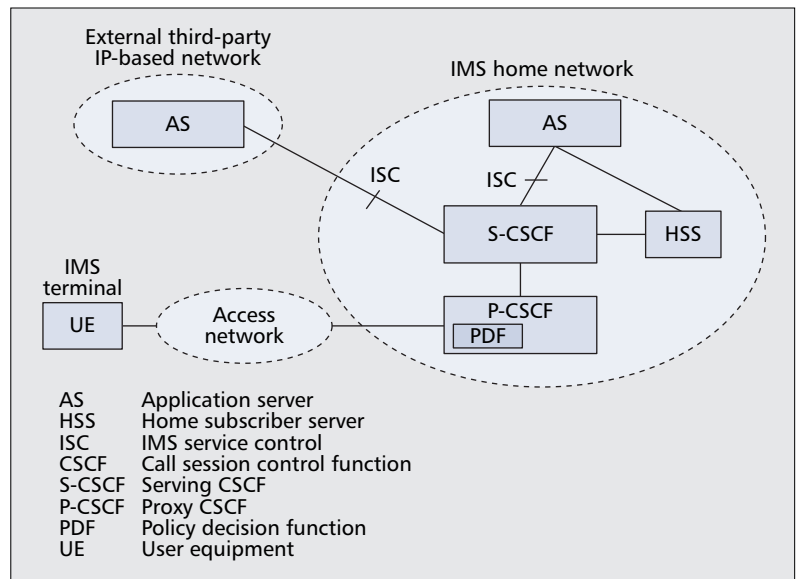 External third-party
IP-based network
IMS home network
AS
AS
ISC
ISC
S-CSCF
HSS
IMS
terminal
UE
Access
network
P-CSCF
PDF
AS Application server
HSS Home subscriber server
ISC IMS service control
CSCF Call session control function
S-CSCF Serving CSCF
P-CSCF Proxy CSCF
PDF Policy decision function
UE User equipment